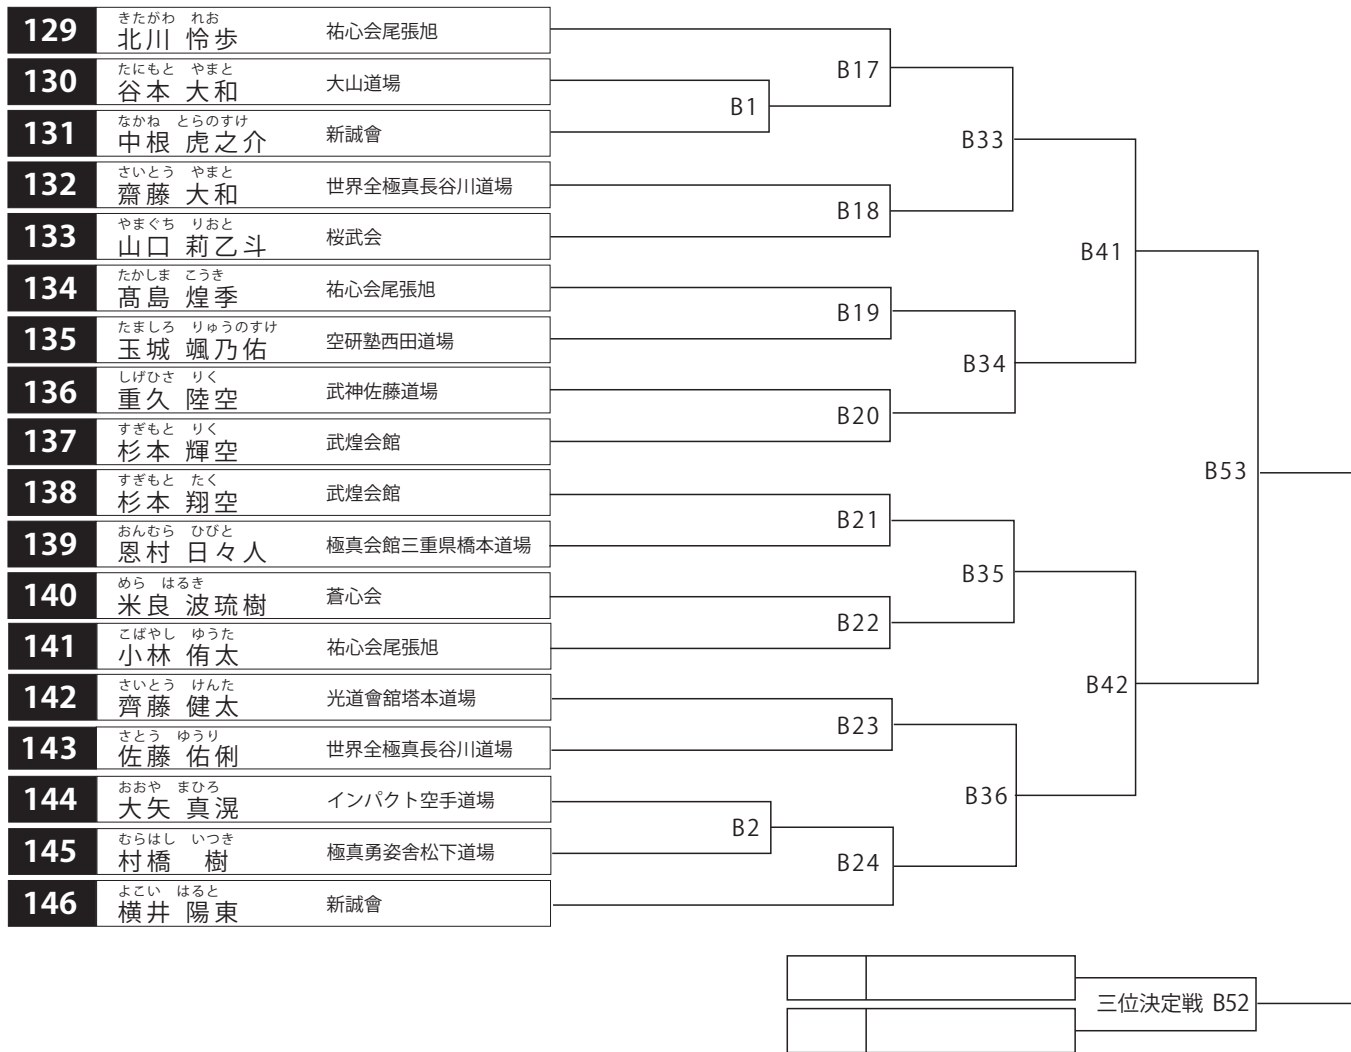 きたがわ れお
129 北川 怜歩 祐心会尾張旭
B17
たにもと やまと
130 谷本 大和 大山道場
B1
なかね とらのすけ
131 中根 虎之介 新誠會
B33
さいとう やまと
132 齋藤 大和 世界全極真長谷川道場
B18
やまぐち りおと
133 山口 莉乙斗 桜武会
B41
たかしま こうき
134 髙島 煌季 祐心会尾張旭
B19
たましろ りゅうのすけ
135 玉城 颯乃佑 空研塾西田道場
B34
しげひさ りく
136 重久 陸空 武神佐藤道場
B20
すぎもと りく
137 杉本 輝空 武煌会館
B53
すぎもと たく
138 杉本 翔空 武煌会館
B21
おんむら ひびと
139 恩村 日々人 極真会館三重県橋本道場
B35
めら はるき
140 米良 波琉樹 蒼心会
B22
こばやし ゆうた
141 小林 侑太 祐心会尾張旭
B42
さいとう けんた
142 齊藤 健太 光道會舘塔本道場
B23
さとう ゆうり
143 佐藤 佑俐 世界全極真長谷川道場
B36
おおや まひろ
144 大矢 真滉 インパクト空手道場
B2
むらはし いつき
145 村橋 樹 極真勇姿舎松下道場
B24
よこい はると
146 横井 陽東 新誠會
三位決定戦 B52